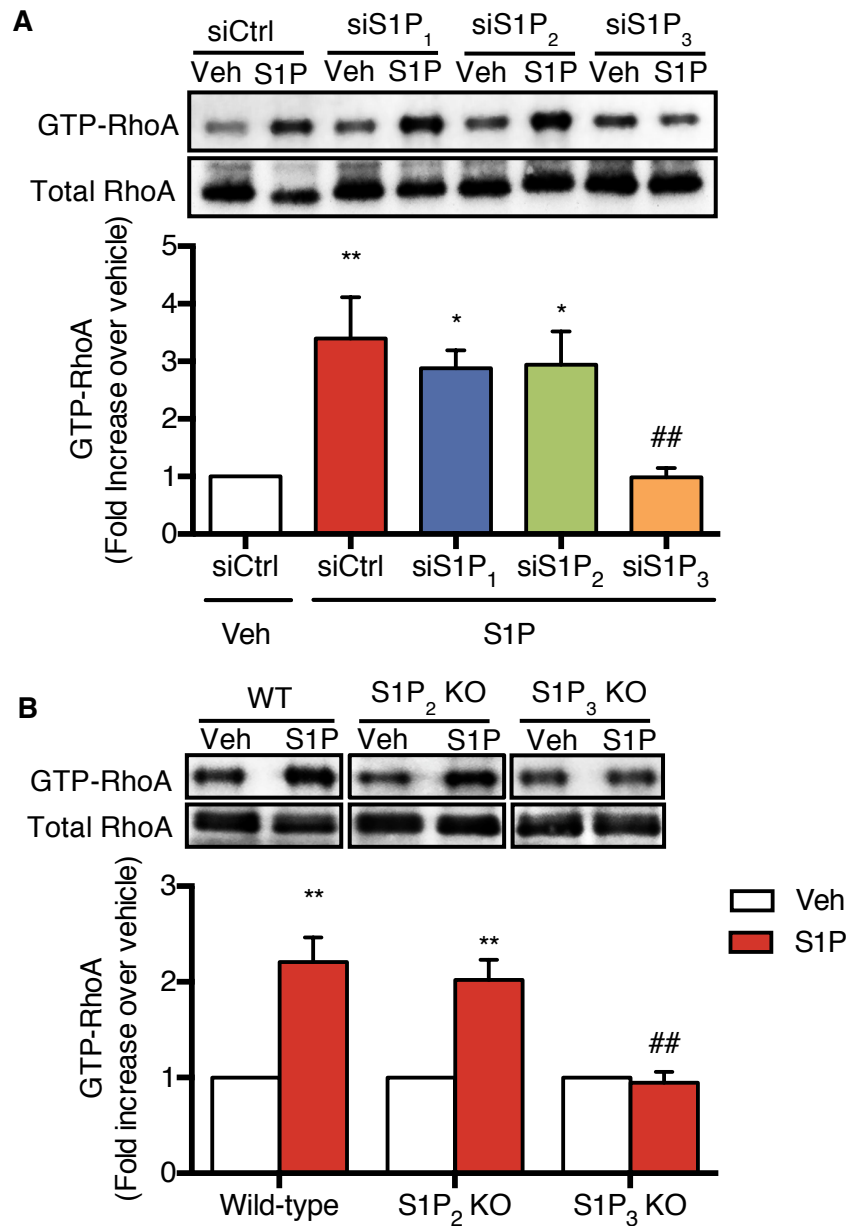 A
siCtrl siS1P₁ siS1P₂ siS1P₃
Veh S1P Veh S1P Veh S1P Veh S1P
GTP-RhoA
Total RhoA
GTP-RhoA
(Fold Increase over vehicle)
5
4
3
2
1
0
**
*
*
##
siCtrl siCtrl siS1P₁ siS1P₂ siS1P₃
Veh S1P
B
WT S1P₂ KO S1P₃ KO
Veh S1P Veh S1P Veh S1P
GTP-RhoA
Total RhoA
GTP-RhoA
(Fold increase over vehicle)
3
2
1
0
**
**
##
Veh
S1P
Wild-type S1P₂ KO S1P₃ KO